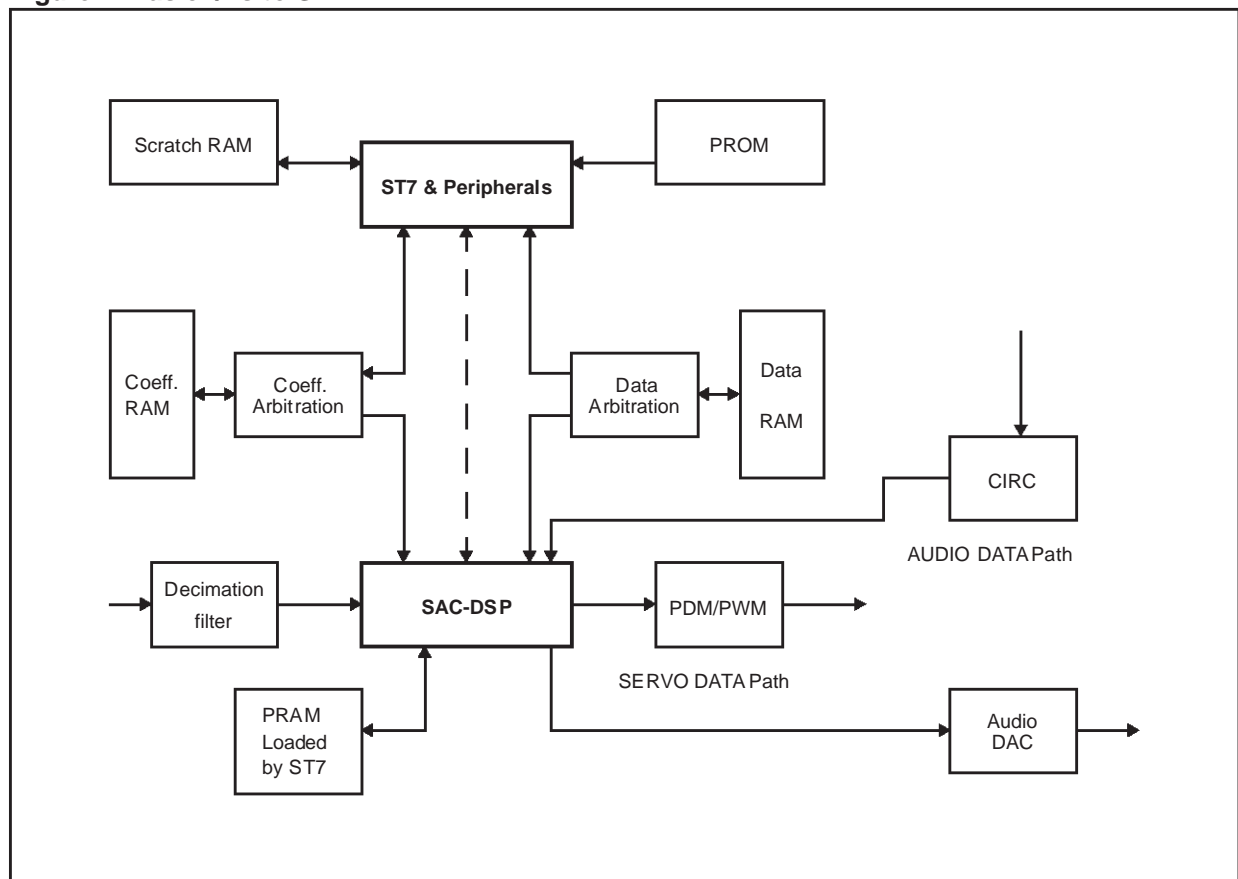 Scratch RAM
ST7 & Peripherals
PROM
Coeff.
RAM
Coeff.
Arbitration
Data
Arbitration
Data
RAM
CIRC
AUDIO DATA Path
Decimation
filter
SAC-DSP
PDM/PWM
SERVO DATA Path
PRAM
Loaded
by ST7
Audio
DAC